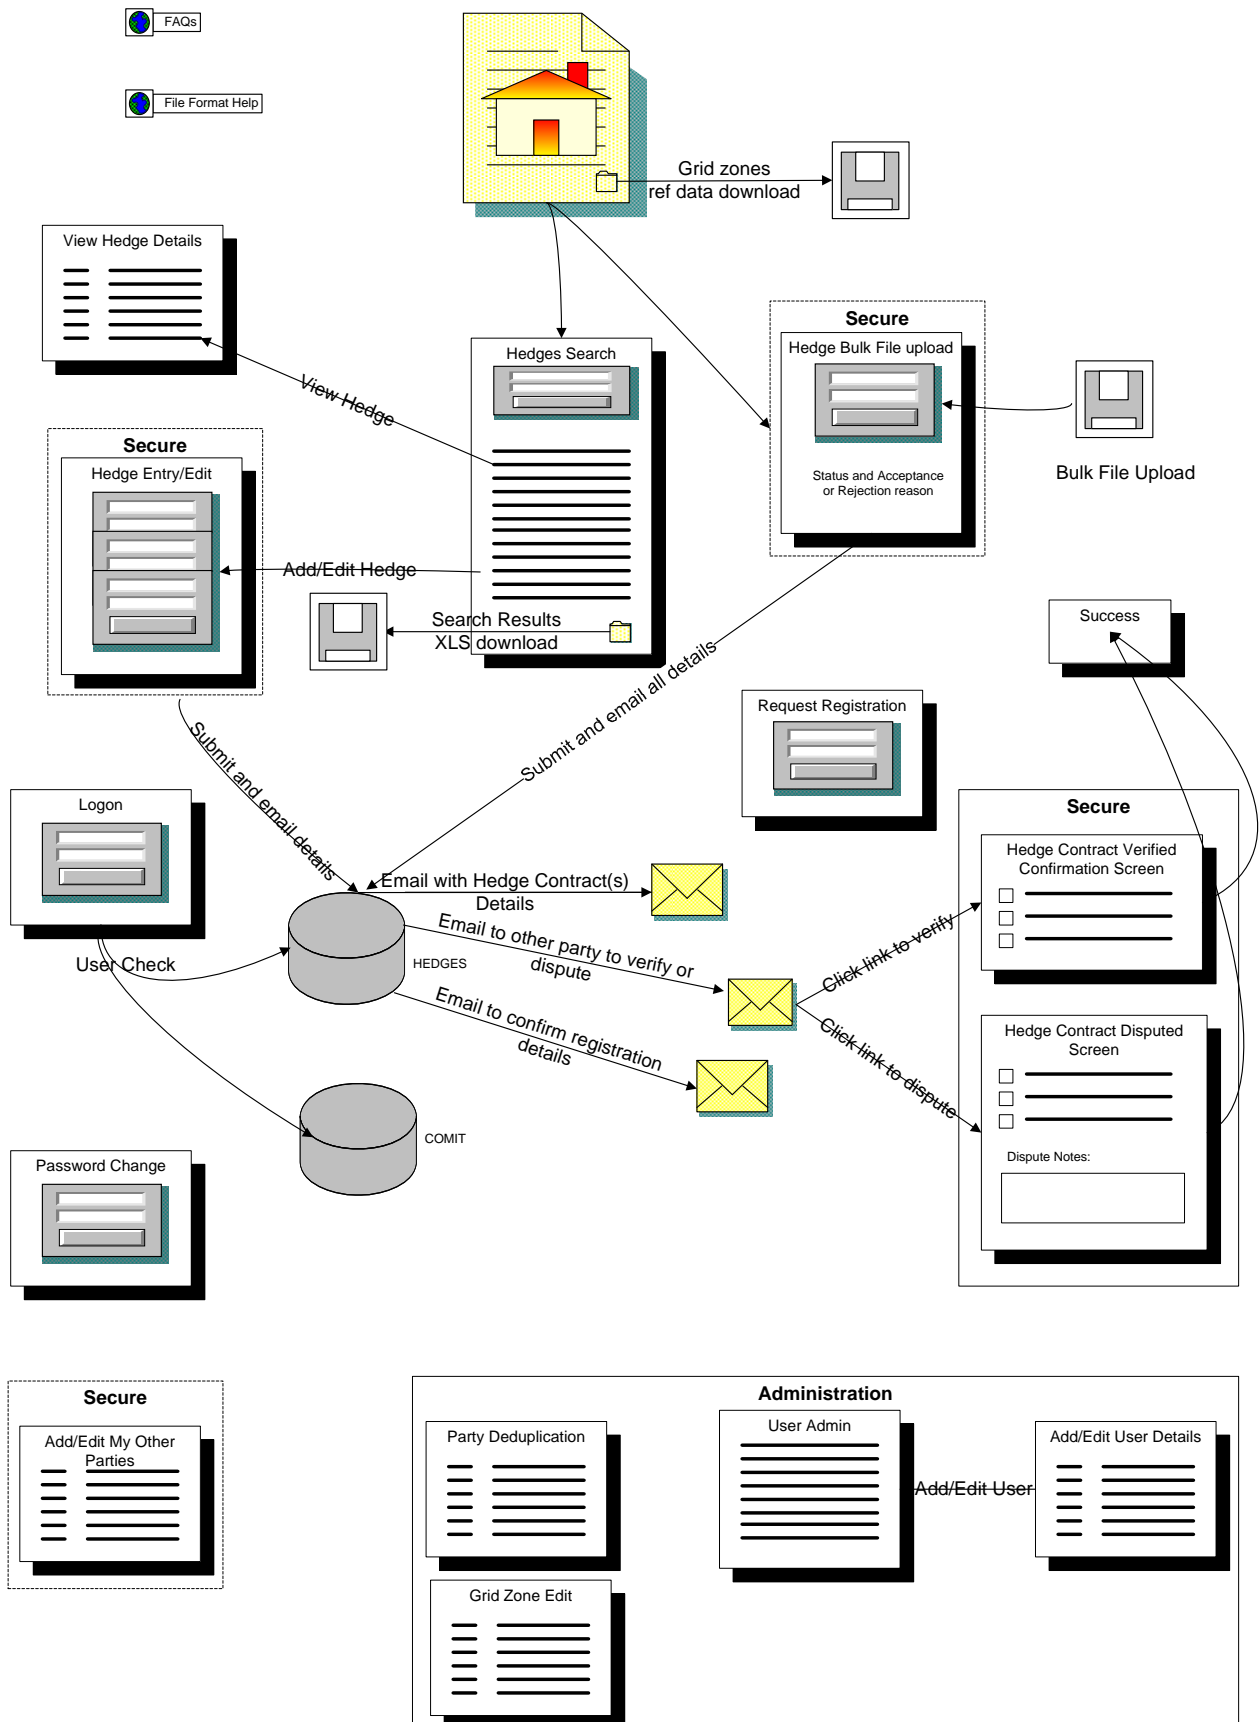 FAQs
File Format Help
Grid zones
ref data download
View Hedge Details
Secure
Hedge Bulk File upload
Status and Acceptance
or Rejection reason
Bulk File Upload
Hedges Search
View Hedge
Secure
Hedge Entry/Edit
Add/Edit Hedge
Search Results
XLS download
Success
Submit and email all details
Submit and email details
Request Registration
Logon
User Check
Secure
Hedge Contract Verified
Confirmation Screen
Email with Hedge Contract(s)
Details
Email to other party to verify or
dispute
HEDGES
Click link to verify
Email to confirm registration
details
Click link to dispute
Hedge Contract Disputed
Screen
Dispute Notes:
COMIT
Password Change
Secure
Add/Edit My Other
Parties
Administration
Party Deduplication
User Admin
Add/Edit User
Add/Edit User Details
Grid Zone Edit